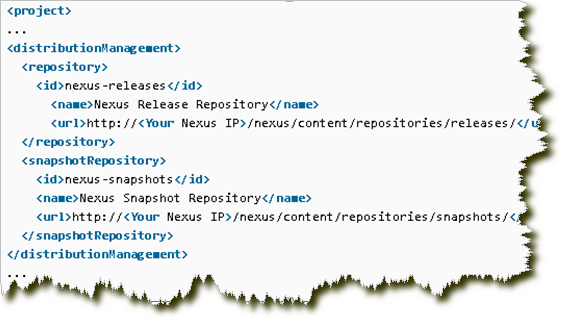 <project>
...
<distributionManagement>
<repository>
<id>nexus-releases</id>
<name>Nexus Release Repository</name>
<url>http://<Your Nexus IP>/nexus/content/repositories/releases/</u
</repository>
<snapshotRepository>
<id>nexus-snapshots</id>
<name>Nexus Snapshot Repository</name>
<url>http://<Your Nexus IP>/nexus/content/repositories/snapshots/</
</snapshotRepository>
</distributionManagement>
...